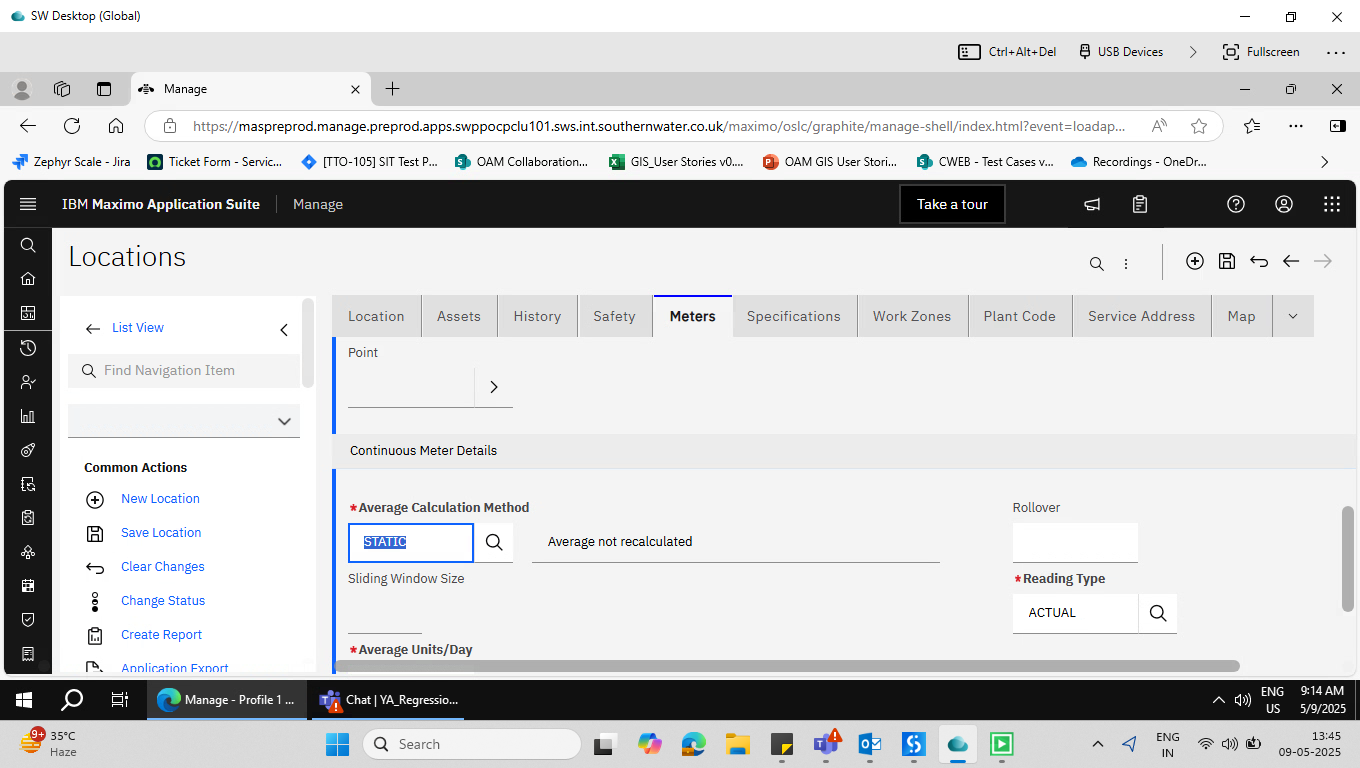 SW Desktop (Global)
Ctrl+Alt+Del
USB Devices
Fullscreen
Manage
https://maspreprod.manage.preprod.apps.swppocpclu101.sws.int.southernwater.co.uk/maximo/oslc/graphite/manage-shell/index.html?event=loadap...
Zephyr Scale - Jira
Ticket Form - Servic...
[TTO-105] SIT Test P...
OAM Collaboration...
GIS_User Stories v0....
OAM GIS User Stori...
CWEB - Test Cases v...
Recordings - OneDr...
IBM Maximo Application Suite
Manage
Take a tour
Locations
List View
Find Navigation Item
Common Actions
New Location
Save Location
Clear Changes
Change Status
Create Report
Application Export
Location
Assets
History
Safety
Meters
Specifications
Work Zones
Plant Code
Service Address
Map
Point
Continuous Meter Details
*Average Calculation Method
STATIC
Average not recalculated
Rollover
Sliding Window Size
*Reading Type
ACTUAL
*Average Units/Day
Manage - Profile 1 ...
Chat | YA_Regressio...
ENG
US
9:14 AM
5/9/2025
9+
35°C
Haze
Search
ENG
IN
13:45
09-05-2025